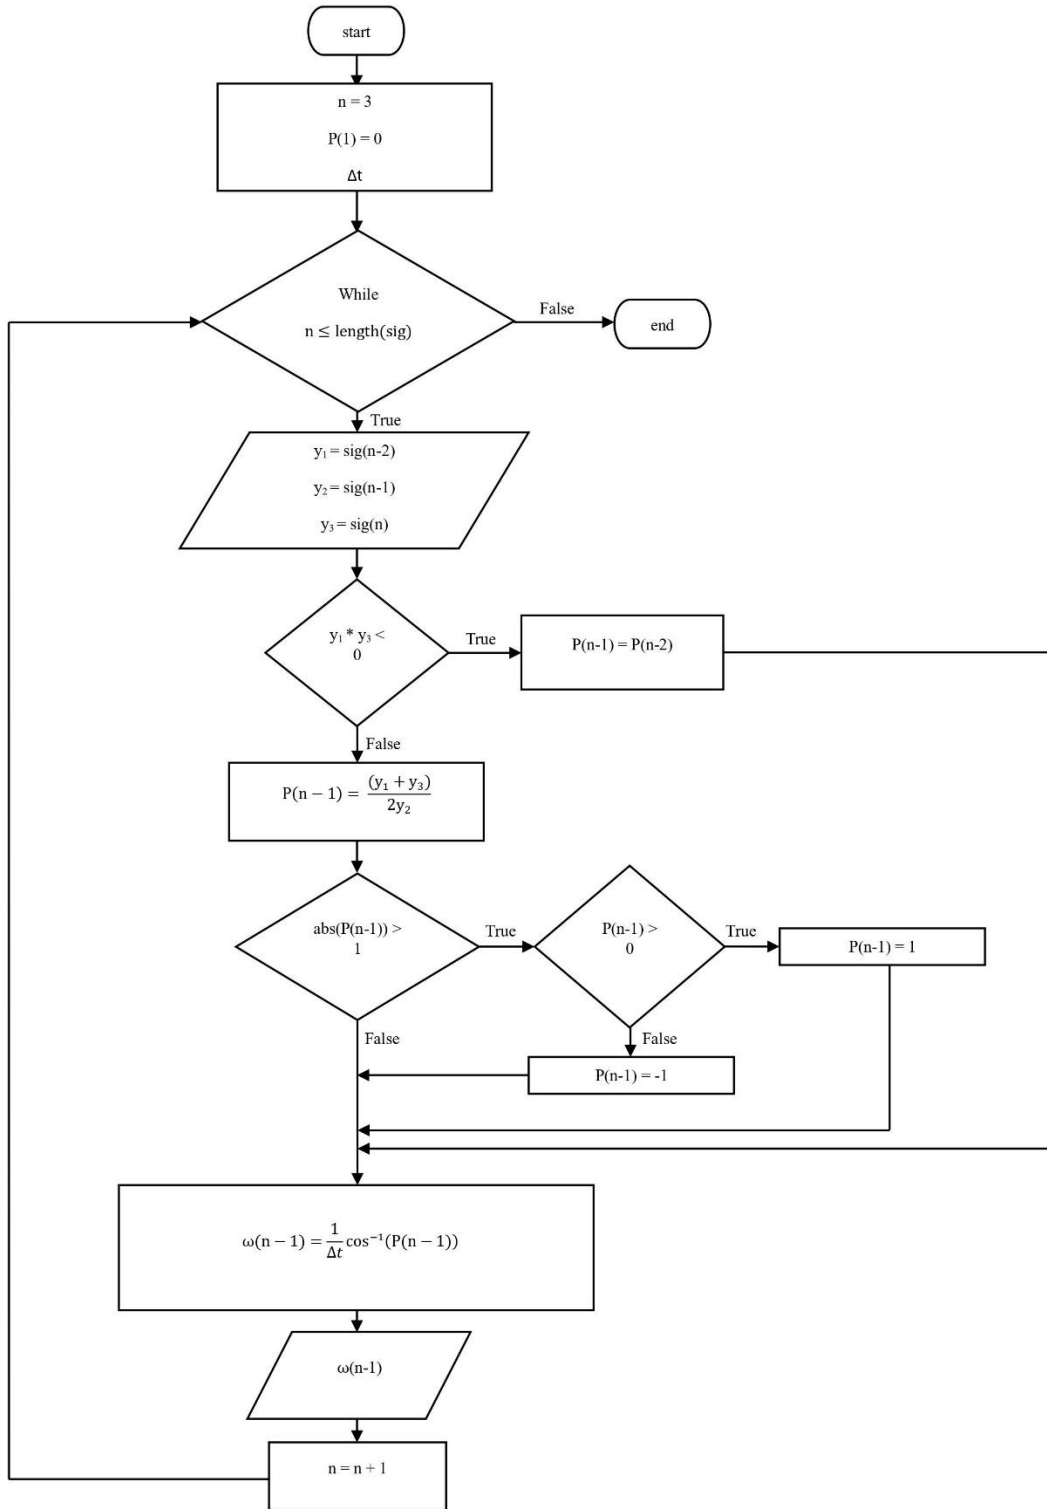 start
n = 3
P(1) = 0
Δt
While
n ≤ length(sig)
False
end
True
y₁ = sig(n-2)
y₂ = sig(n-1)
y₃ = sig(n)
y₁ * y₃ <
0
True
P(n-1) = P(n-2)
False
P(n − 1) = (y₁ + y₃) / 2y₂
abs(P(n-1)) >
1
True
P(n-1) >
0
True
P(n-1) = 1
False
False
P(n-1) = -1
ω(n − 1) = 1/Δt cos⁻¹(P(n − 1))
ω(n-1)
n = n + 1